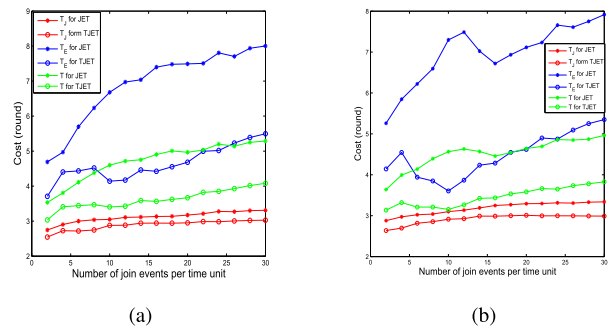 9
8
7
6
5
4
3
2
0 5 10 15 20 25 30
Cost (round)
Number of join events per time unit
T_J for JET
T_J form TJET
T_E for JET
T_E for TJET
T for JET
T for TJET
(a)
8
7
6
5
4
3
2
0 5 10 15 20 25 30
Cost (round)
Number of join events per time unit
T_J for JET
T_J form TJET
T_E for JET
T_E for TJET
T for JET
T for TJET
(b)